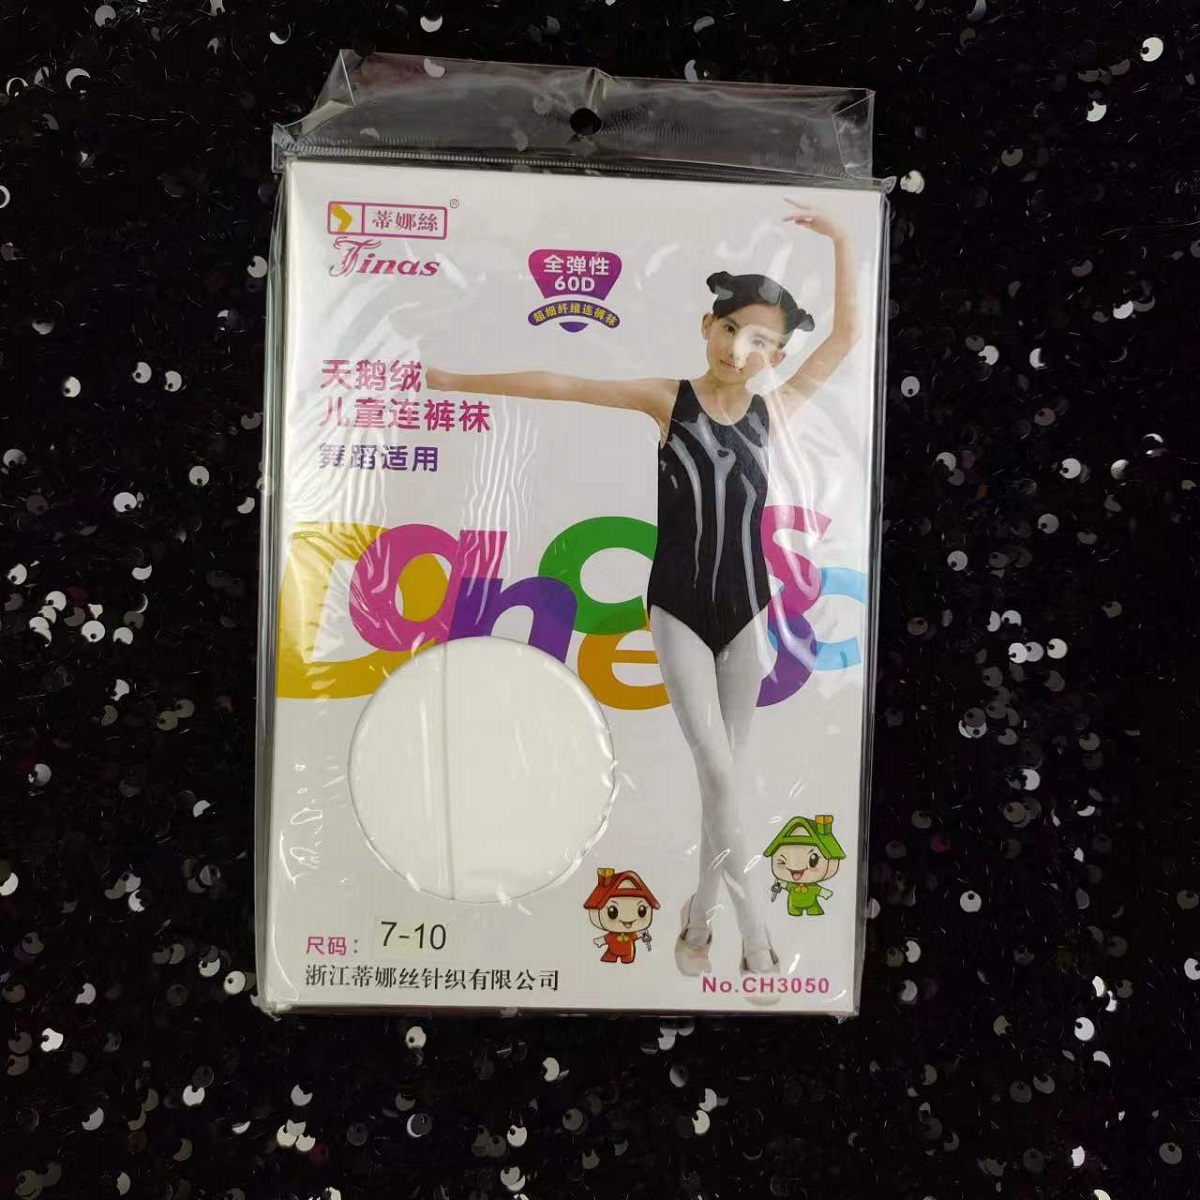 蒂娜絲®
Tinas
全弹性
60D
超细纤维连裤袜
天鹅绒
儿童连裤袜
舞蹈适用
Dances
尺码：7-10
浙江蒂娜丝针织有限公司
No.CH3050